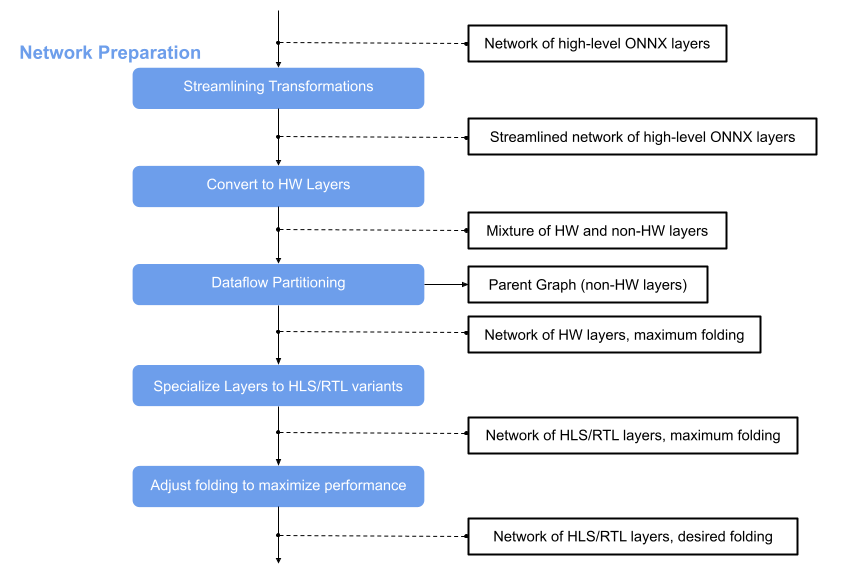 Network of high-level ONNX layers
Network Preparation
Streamlining Transformations
Streamlined network of high-level ONNX layers
Convert to HW Layers
Mixture of HW and non-HW layers
Dataflow Partitioning
Parent Graph (non-HW layers)
Network of HW layers, maximum folding
Specialize Layers to HLS/RTL variants
Network of HLS/RTL layers, maximum folding
Adjust folding to maximize performance
Network of HLS/RTL layers, desired folding